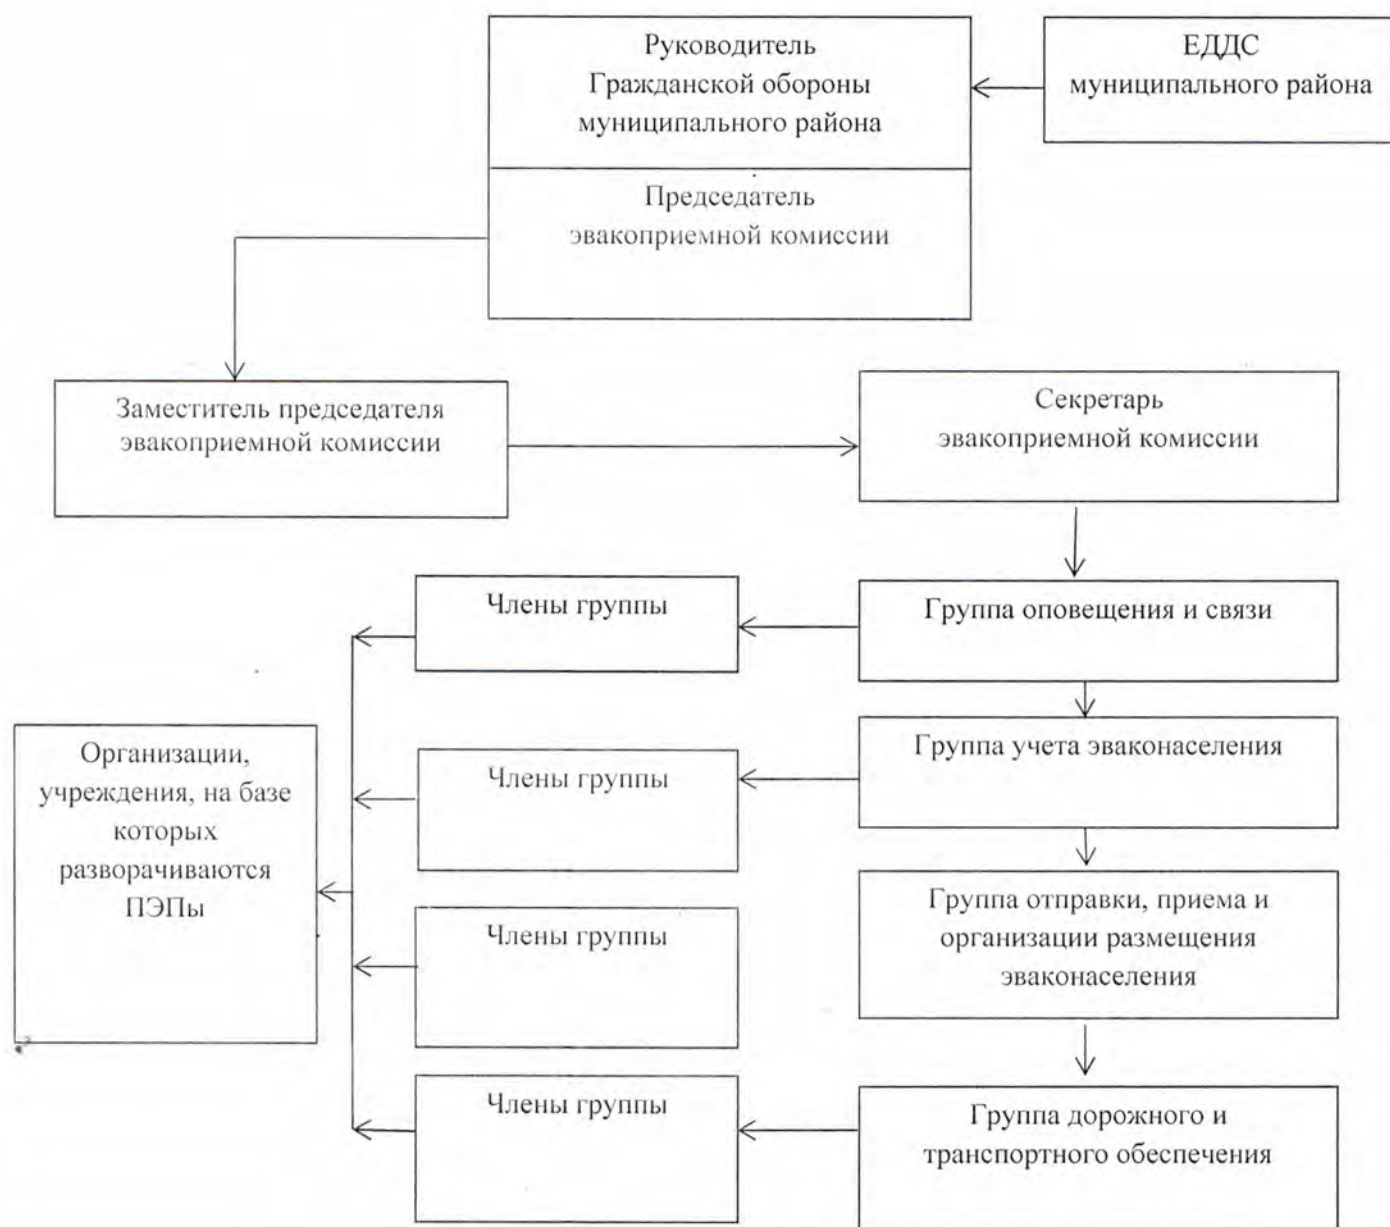 Руководитель
Гражданской обороны
муниципального района
ЕДДС
муниципального района
Председатель
эвакоприемной комиссии
Заместитель председателя
эвакоприемной комиссии
Секретарь
эвакоприемной комиссии
Члены группы
Группа оповещения и связи
Организации,
учреждения, на базе
которых
разворачиваются
ПЭПы
Члены группы
Группа учета эваконаселения
Члены группы
Группа отправки, приема и
организации размещения
эваконаселения
Члены группы
Группа дорожного и
транспортного обеспечения